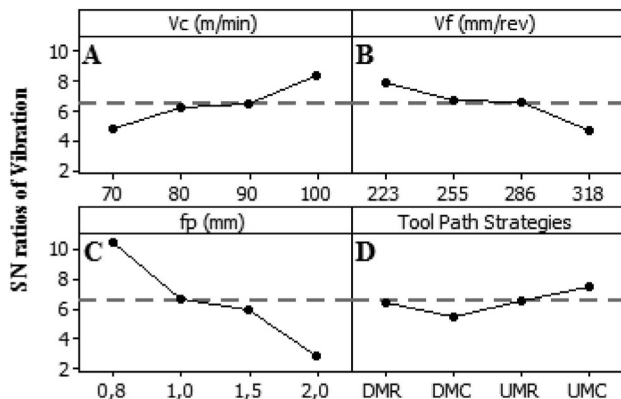 SN ratios of Vibration
Vc (m/min) Vf (mm/rev)
A B
10
8
6
4
2
70 80 90 100 223 255 286 318
fp (mm) Tool Path Strategies
C D
10
8
6
4
2
0,8 1,0 1,5 2,0 DMR DMC UMR UMC